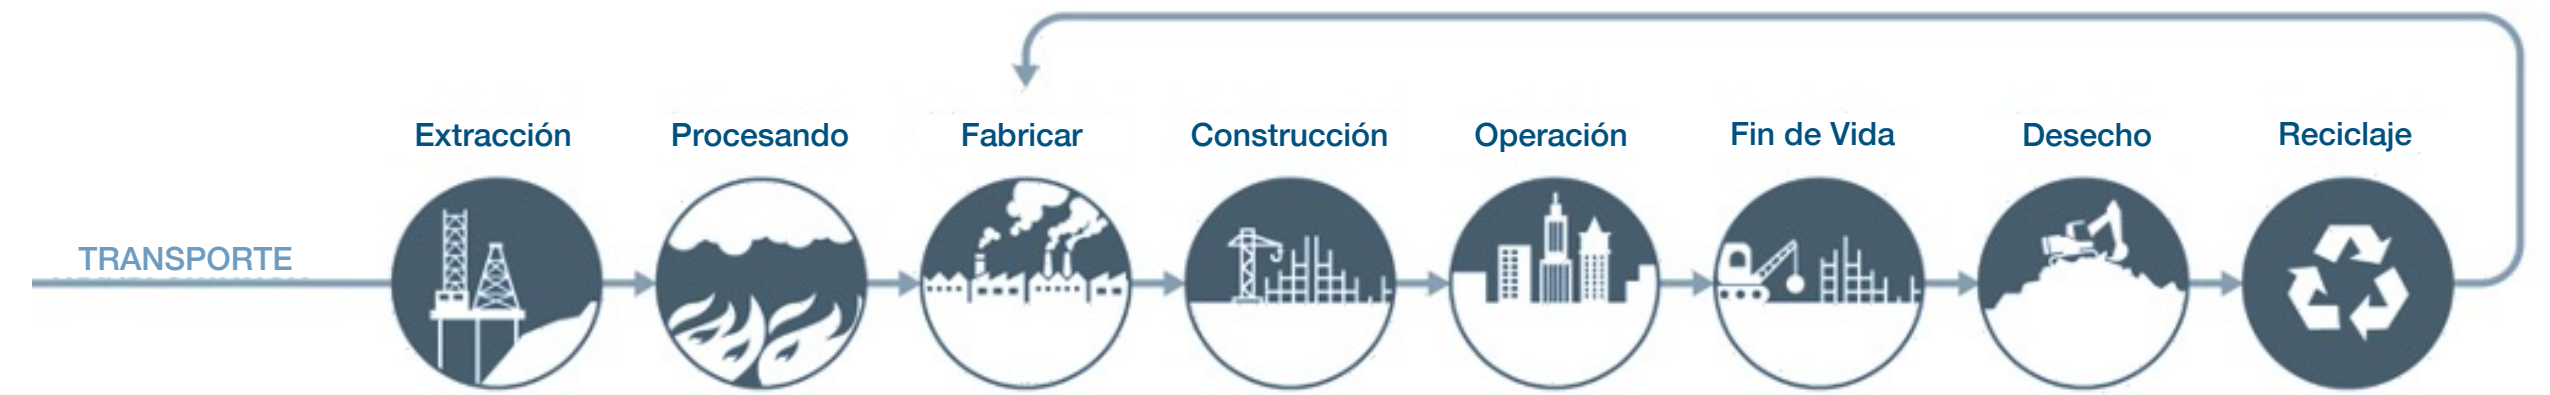 Extracción
Procesando
Fabricar
Construcción
Operación
Fin de Vida
Desecho
Reciclaje
TRANSPORTE